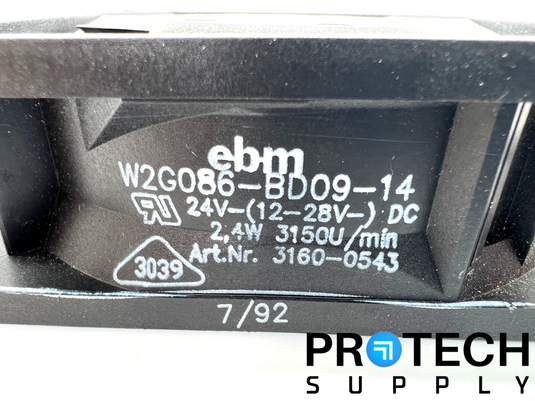 ebm
W2G086-BD09-14
24V-(12-28V-) DC
2,4W 3150U/min
3039
Art.Nr. 3160-0543
7/92
PROTECH
SUPPLY